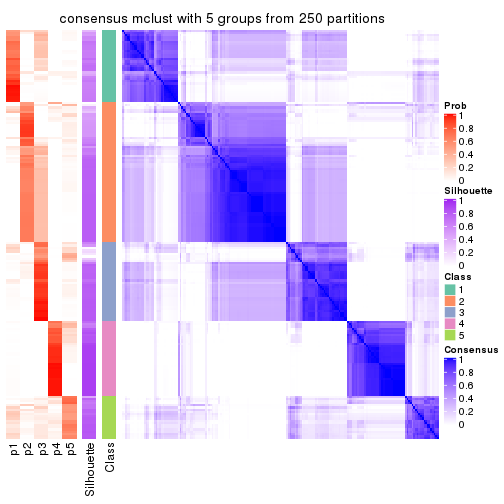 consensus mclust with 5 groups from 250 partitions
Prob
1
0.8
0.6
0.4
0.2
0
Silhouette
1
0.8
0.6
0.4
0.2
0
Class
1
2
3
4
5
Consensus
1
0.8
0.6
0.4
0.2
0
p1
p2
p3
p4
p5
Silhouette
Class